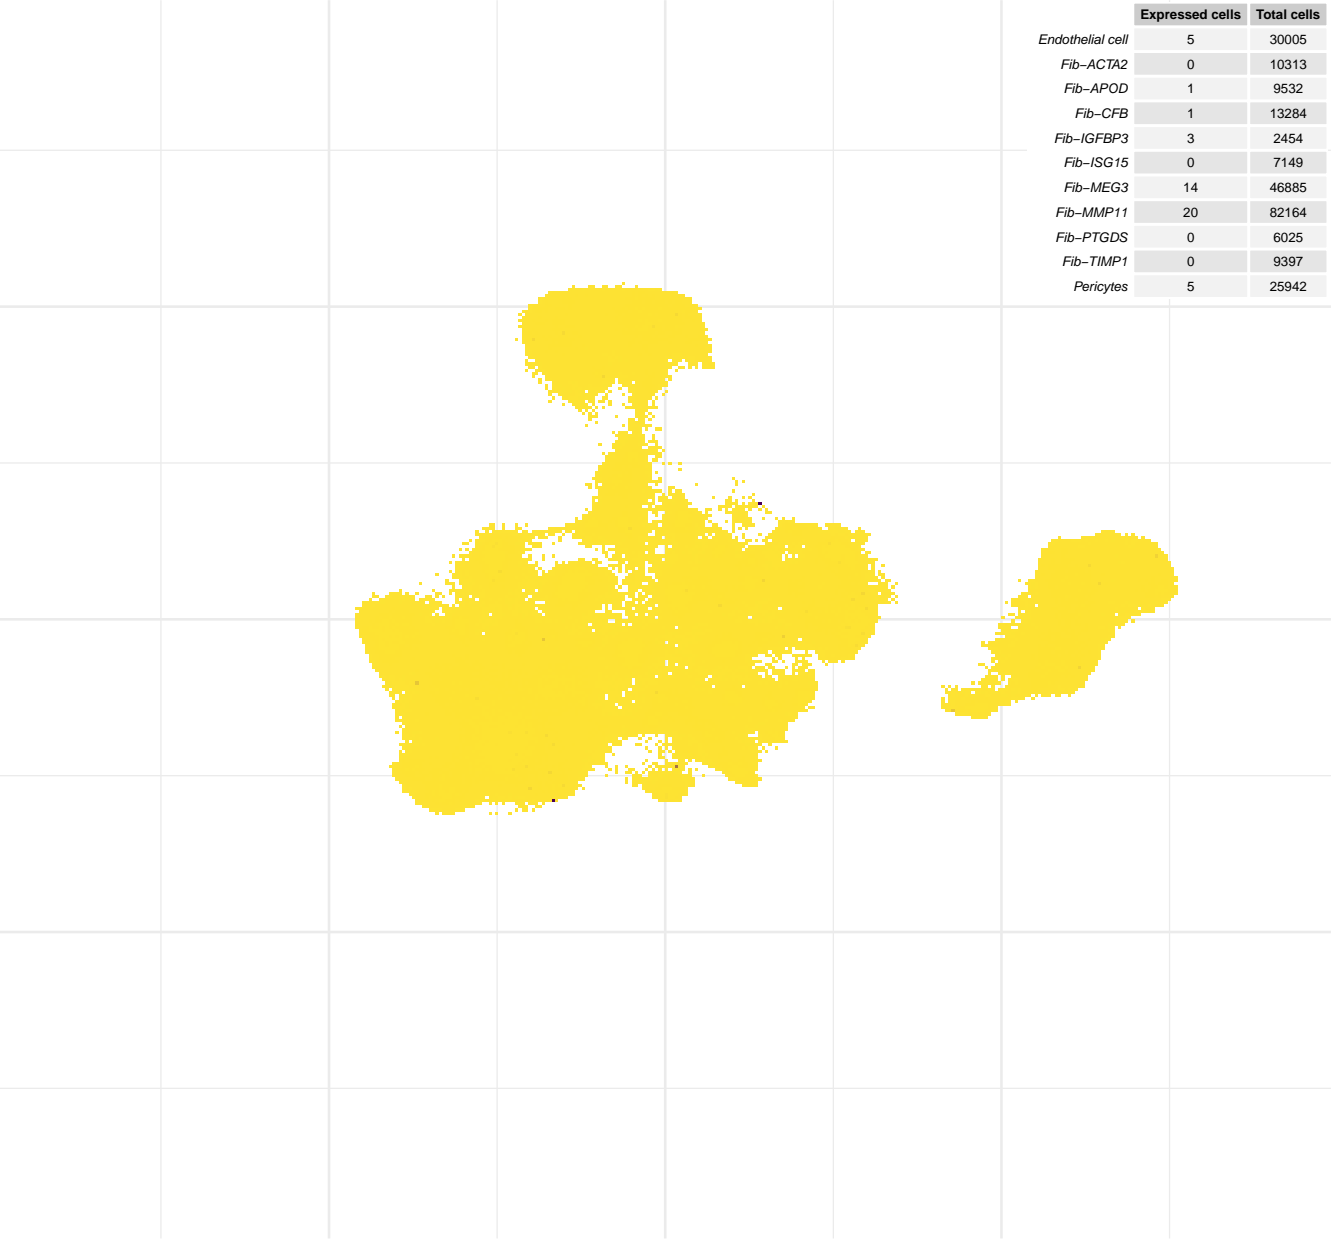 Expressed cells Total cells
Endothelial cell 5 30005
Fib−ACTA2 0 10313
Fib−APOD 1 9532
Fib−CFB 1 13284
Fib−IGFBP3 3 2454
Fib−ISG15 0 7149
Fib−MEG3 14 46885
Fib−MMP11 20 82164
Fib−PTGDS 0 6025
Fib−TIMP1 0 9397
Pericytes 5 25942